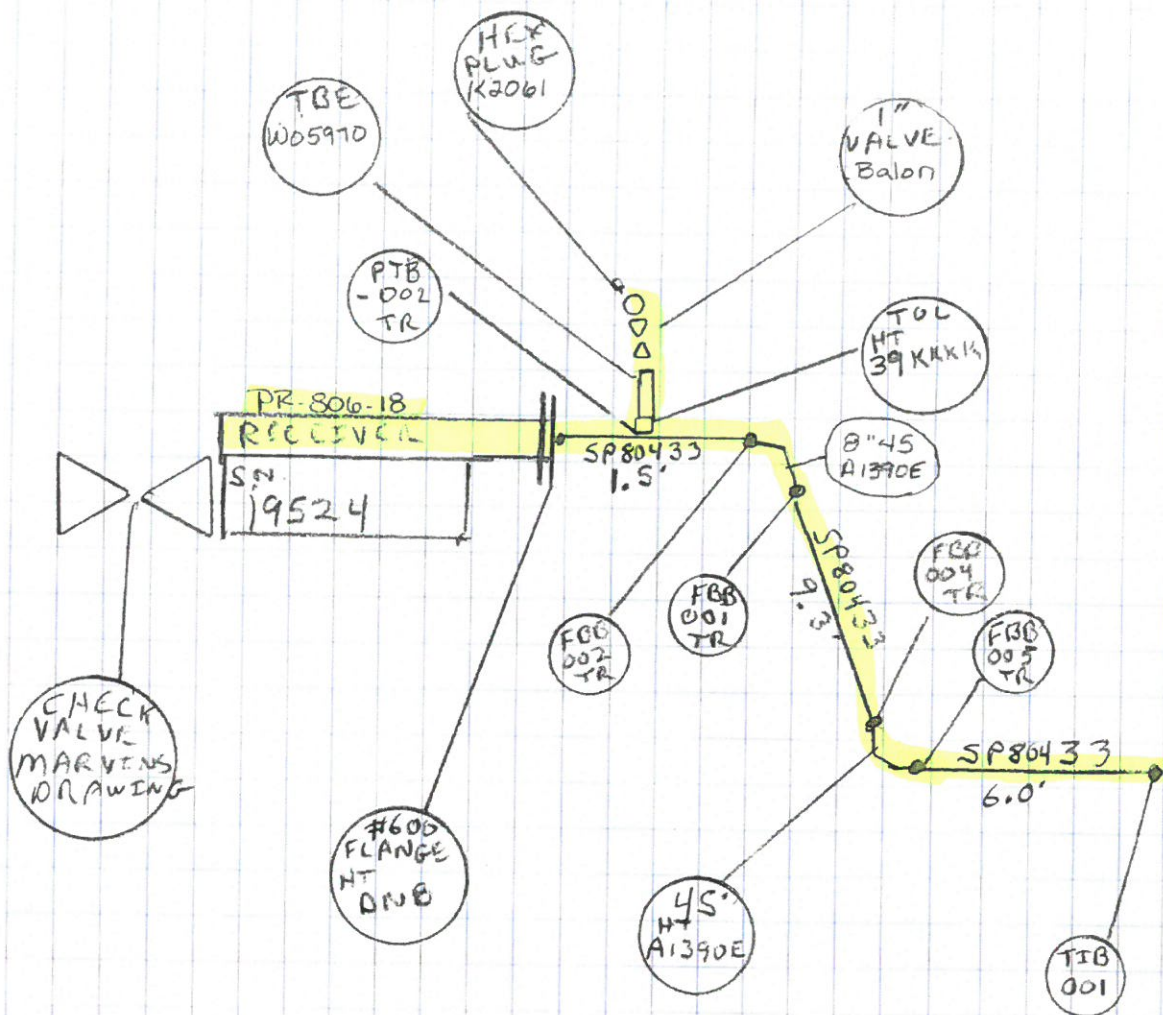 HEX
PLUG
K2061
TBE
W05970
1"
VALVE
Balon
PTB
-002
TR
TOL
HT
39KKK
PR-806-18
RECEIVER
S.N.
19524
SP80433
1.5'
8"45
A1390E
SP80433
9.3'
FBB
002
TR
FBB
001
TR
FBB
004
TR
FBB
005
TR
SP80433
6.0'
CHECK
VALVE
MARVINS
DRAWING
#600
FLANGE
HT
DNB
45°
HT
A1390E
TIB
001